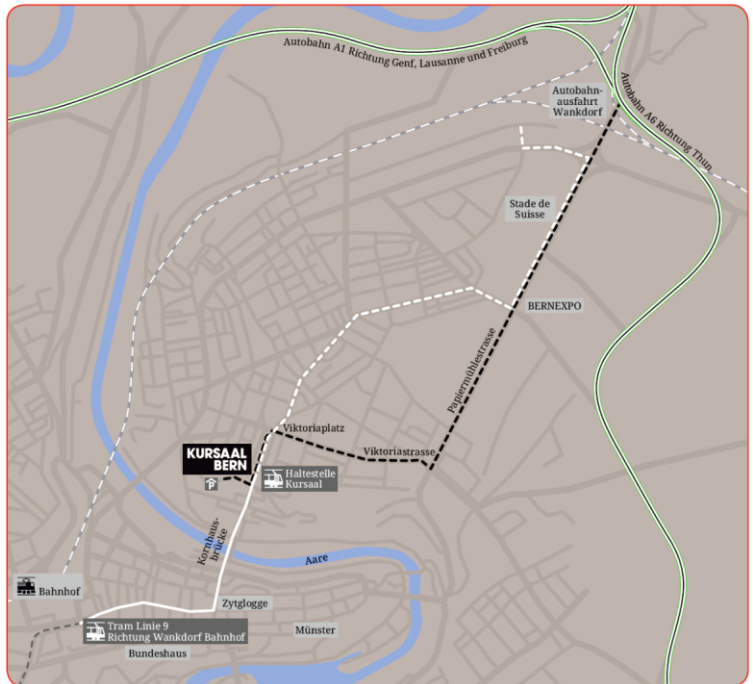 Autobahn A1 Richtung Genf, Lausanne und Freiburg
Autobahn-
ausfahrt
Wankdorf
Autobahn A6 Richtung Thun
Stade de
Suisse
BERNEXPO
Papiermühlestrasse
Viktoriaplatz
Viktoriastrasse
KURSAAL
BERN
P
Haltestelle
Kursaal
Kornhaus-
brücke
Aare
Bahnhof
Zytglogge
Tram Linie 9
Richtung Wankdorf Bahnhof
Münster
Bundeshaus